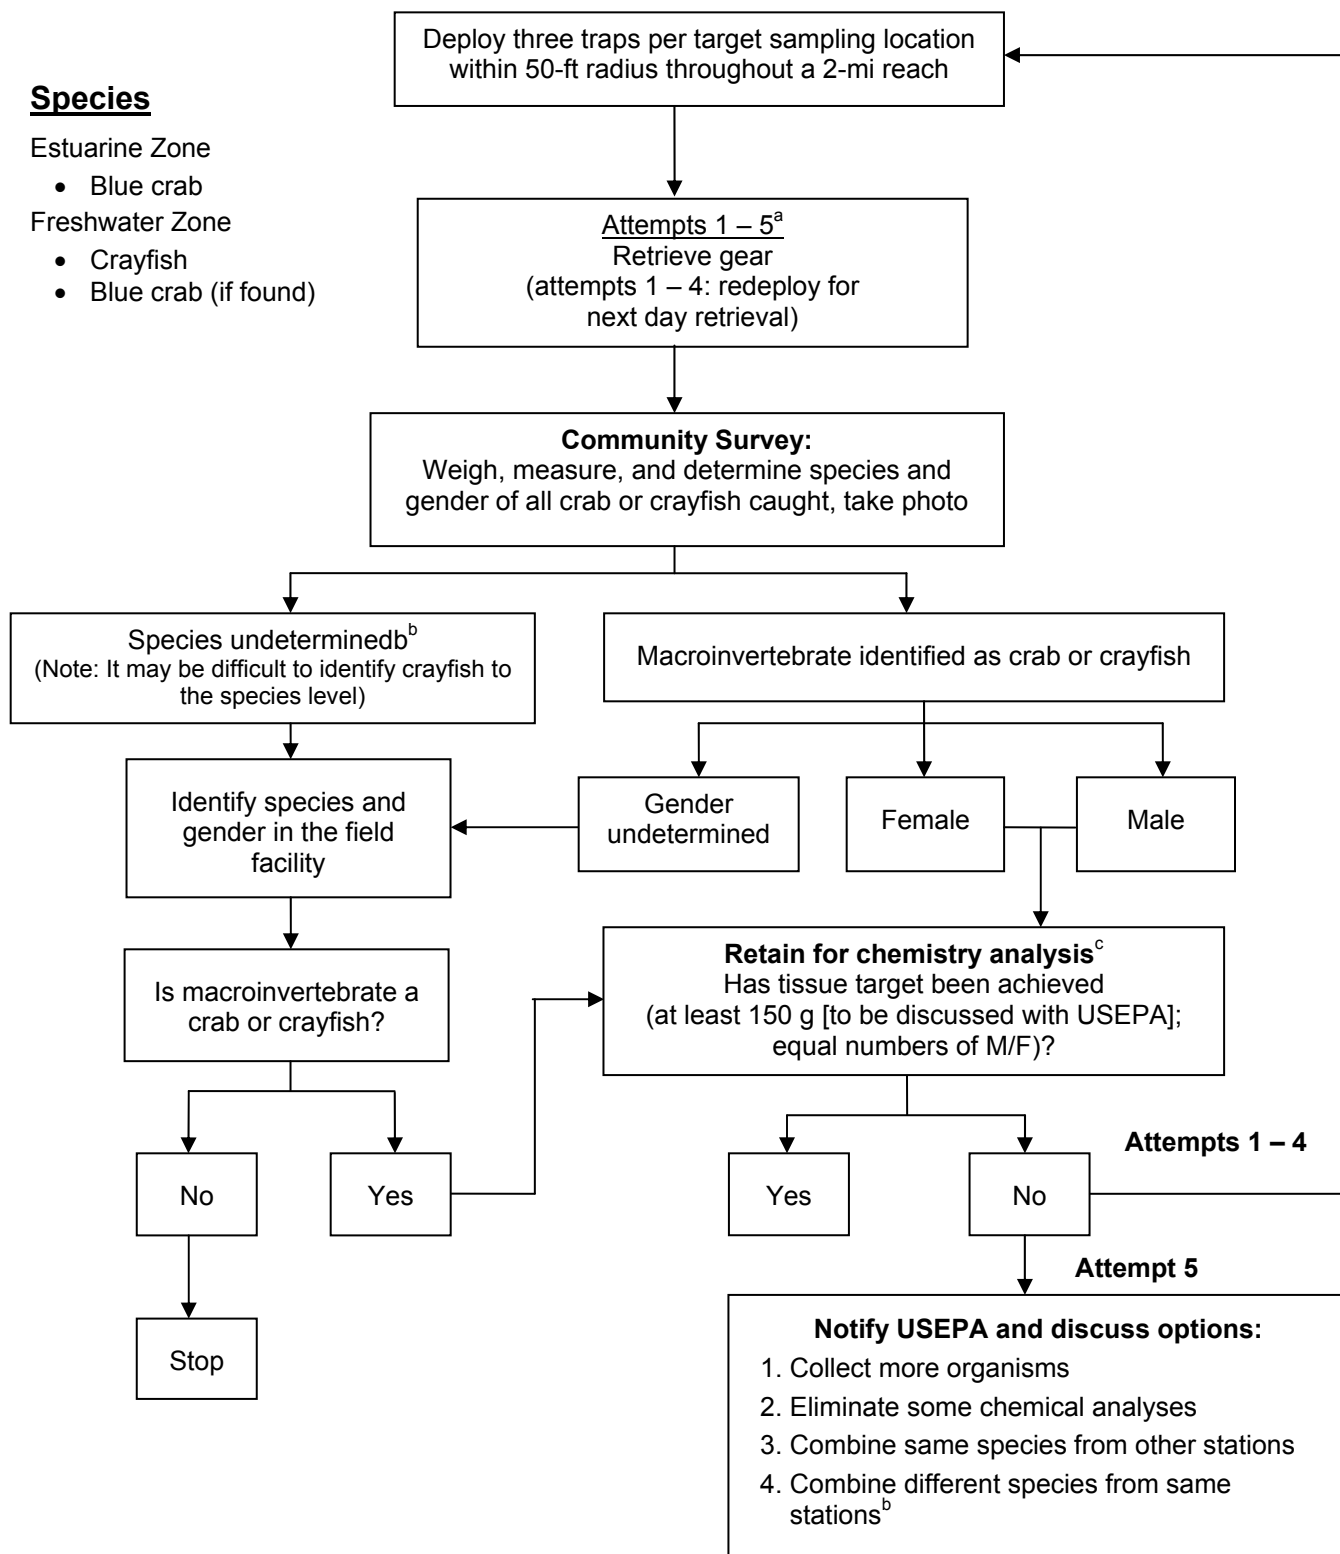 Deploy three traps per target sampling location
within 50-ft radius throughout a 2-mi reach
Species
Estuarine Zone
• Blue crab
Freshwater Zone
• Crayfish
• Blue crab (if found)
Attempts 1 – 5a
Retrieve gear
(attempts 1 – 4: redeploy for
next day retrieval)
Community Survey:
Weigh, measure, and determine species and
gender of all crab or crayfish caught, take photo
Species undeterminedbb
(Note: It may be difficult to identify crayfish to
the species level)
Macroinvertebrate identified as crab or crayfish
Identify species and
gender in the field
facility
Gender
undetermined
Female
Male
Is macroinvertebrate a
crab or crayfish?
Retain for chemistry analysisc
Has tissue target been achieved
(at least 150 g [to be discussed with USEPA];
equal numbers of M/F)?
No
Yes
Yes
No
Attempts 1 – 4
Attempt 5
Stop
Notify USEPA and discuss options:
1. Collect more organisms
2. Eliminate some chemical analyses
3. Combine same species from other stations
4. Combine different species from same
stationsb